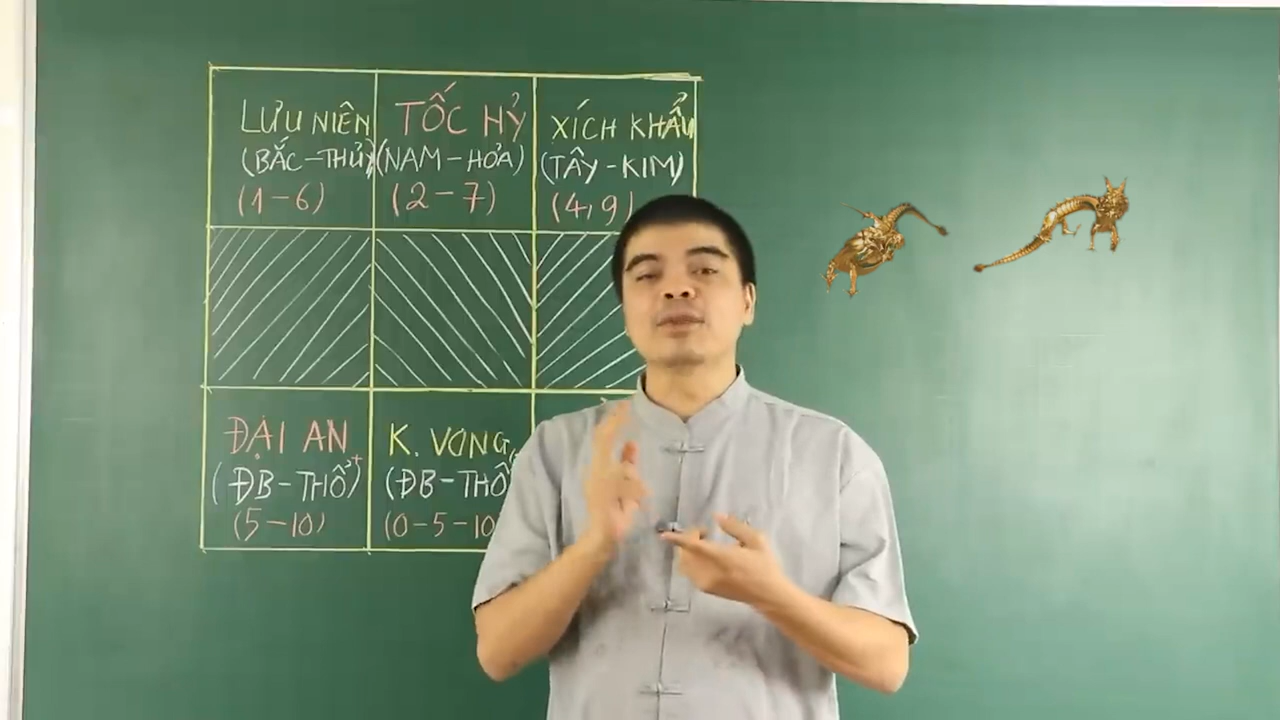 LƯU NIÊN
(BẮC-THỦY)
(1-6)
TỐC HỶ
(NAM-HỎA)
(2-7)
XÍCH KHẨU
(TÂY-KIM)
(4,9)
ĐẠI AN
(ĐB-THỔ+)
(5-10)
K. VONG
(ĐB-THỔ
(0-5-10